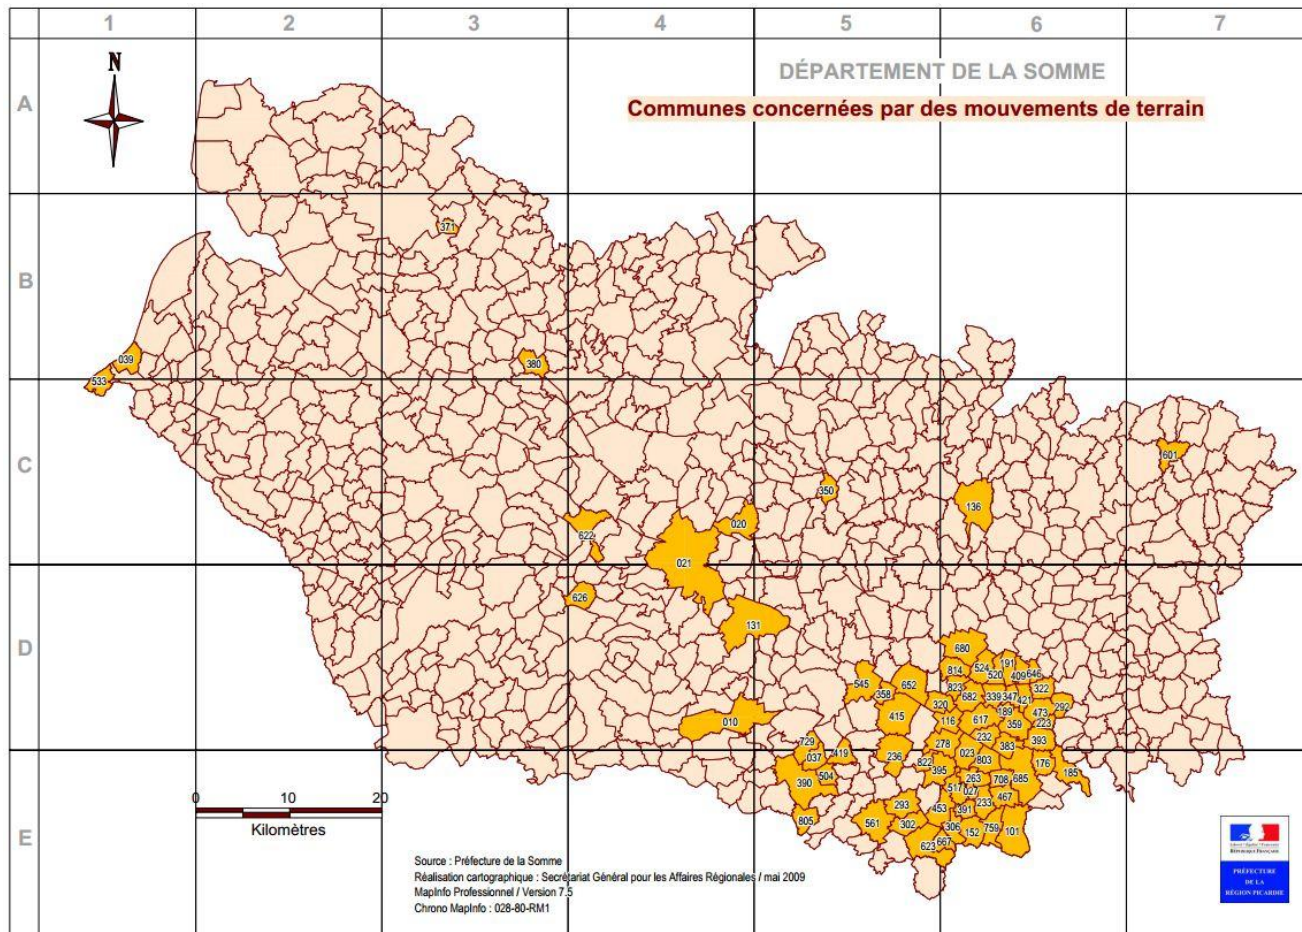 1 2 3 4 5 6 7
A
N
DÉPARTEMENT DE LA SOMME
Communes concernées par des mouvements de terrain
B
371
039
380
533
C
601
350
136
020
622
021
D
626
131
680
191
814 524 520 409 646
545 358 652 823 682 339 347 421 322
320 189 473 292
010 415 116 617 359 223
729 278 232 383 393
037 419 236 023 803 176
822 395 185
390 504 263 708 685
517 027
E
293 453 233 467
805 561 302 391
306 152 759 101
623 667
0 10 20
Kilomètres
Source : Préfecture de la Somme
Réalisation cartographique : Secrétariat Général pour les Affaires Régionales / mai 2009
MapInfo Professionnel / Version 7.5
Chrono MapInfo : 028-80-RM1
Liberté • Égalité • Fraternité
RÉPUBLIQUE FRANÇAISE
PRÉFECTURE
DE LA
RÉGION PICARDIE